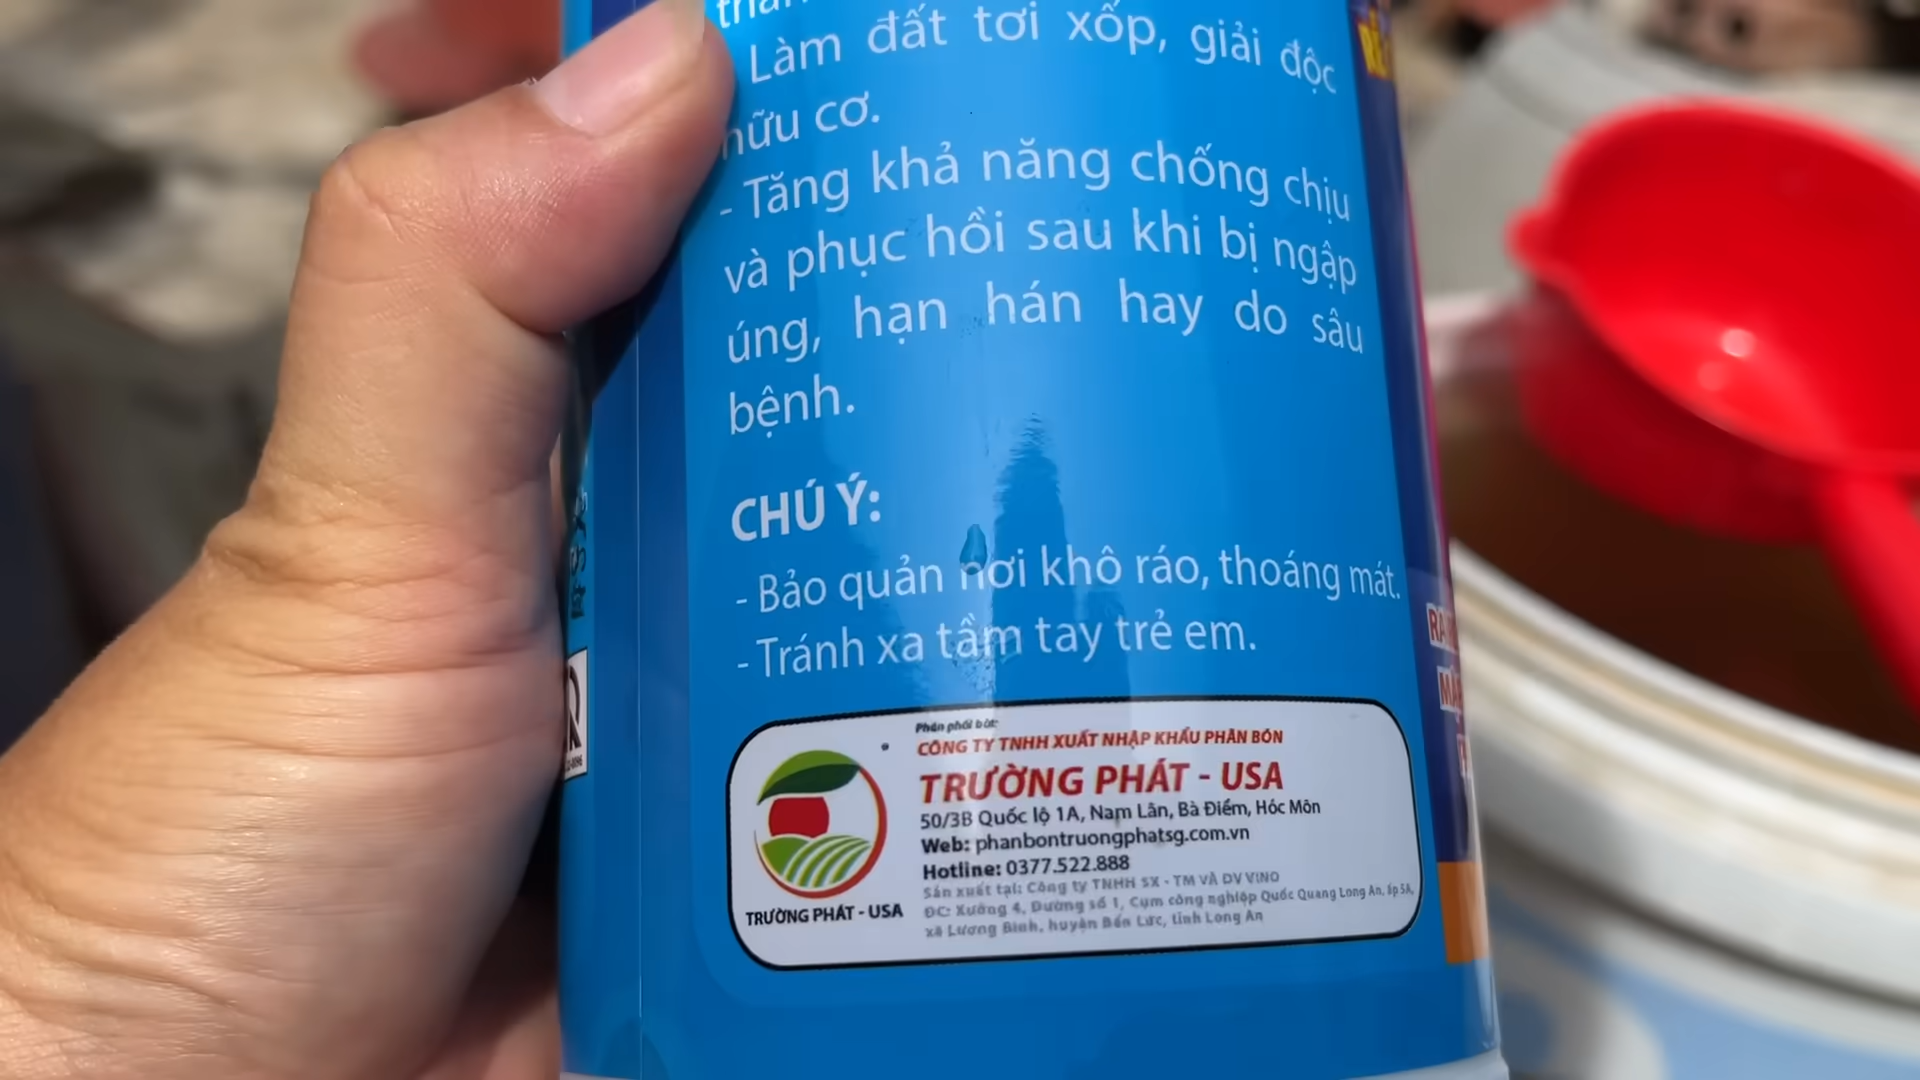 Làm đất tơi xốp, giải độc
hữu cơ.
- Tăng khả năng chống chịu
và phục hồi sau khi bị ngập
úng, hạn hán hay do sâu
bệnh.
CHÚ Ý:
- Bảo quản nơi khô ráo, thoáng mát.
- Tránh xa tầm tay trẻ em.
Phân phối bởi:
CÔNG TY TNHH XUẤT NHẬP KHẨU PHÂN BÓN
TRƯỜNG PHÁT - USA
50/3B Quốc lộ 1A, Nam Lân, Bà Điểm, Hóc Môn
Web: phanbontruongphatsg.com.vn
Hotline: 0377.522.888
Sản xuất tại: Công ty TNHH SX - TM VÀ DV VINO
ĐC: Xưởng 4, Đường số 1, Cụm công nghiệp Quốc Quang Long An, ấp 5A,
xã Lương Bình, huyện Bến Lức, tỉnh Long An
TRƯỜNG PHÁT - USA